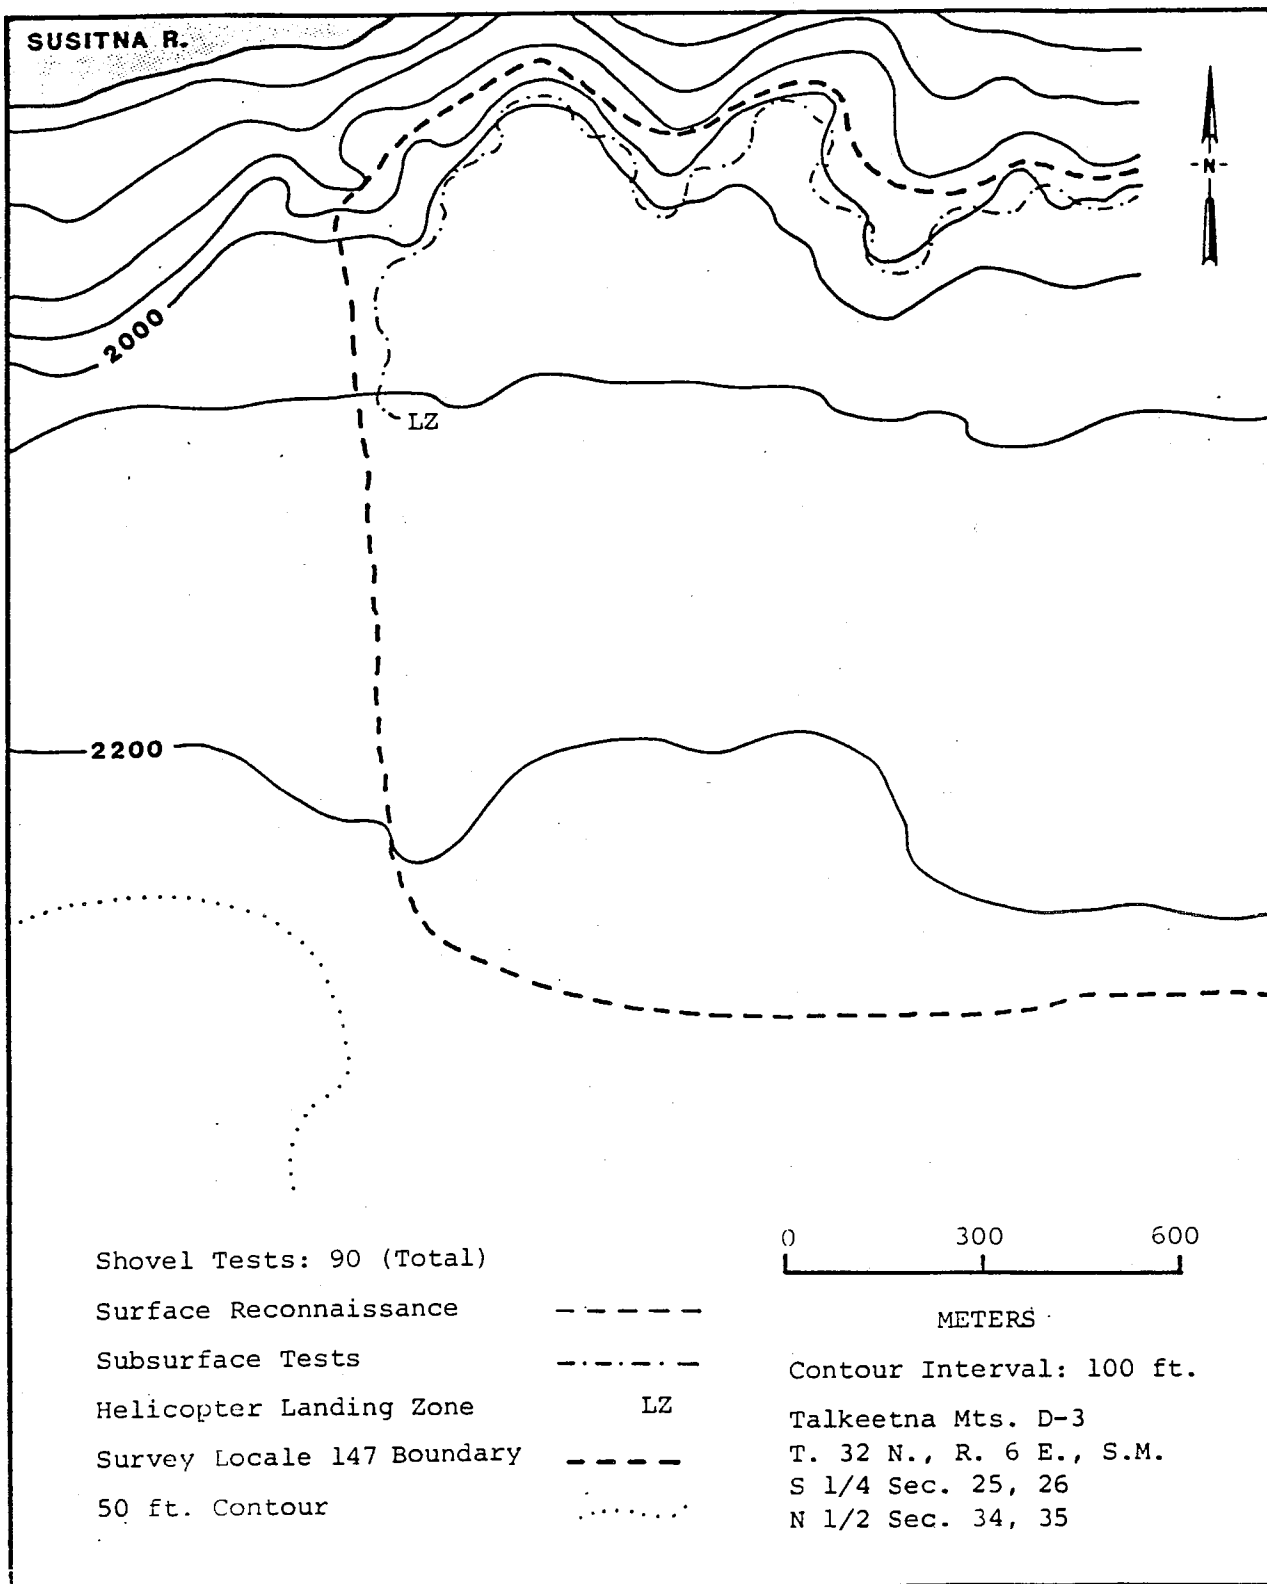 SUSITNA R.
N
2000
LZ
2200
Shovel Tests: 90 (Total)
Surface Reconnaissance
Subsurface Tests
Helicopter Landing Zone LZ
Survey Locale 147 Boundary
50 ft. Contour
0 300 600
METERS
Contour Interval: 100 ft.
Talkeetna Mts. D-3
T. 32 N., R. 6 E., S.M.
S 1/4 Sec. 25, 26
N 1/2 Sec. 34, 35